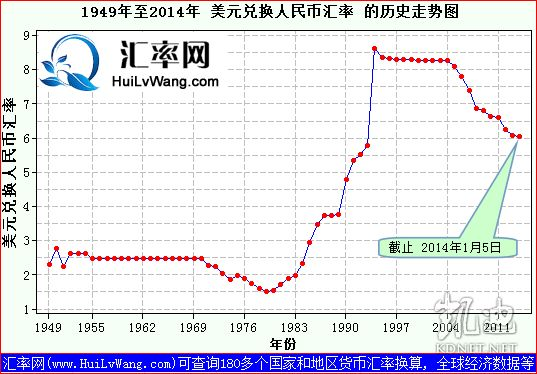 1949年至2014年 美元兑换人民币汇率 的历史走势图
汇率网
HuiLvWang.com
美元兑换人民币汇率
9
8
7
6
5
4
3
2
1
截止 2014年1月5日
1949 1955 1962 1969 1976 1983 1990 1997 2004 2011
年份
凯迪
KDNET.NET
汇率网(www.HuiLvWang.com)可查询180多个国家和地区货币汇率换算，全球经济数据等